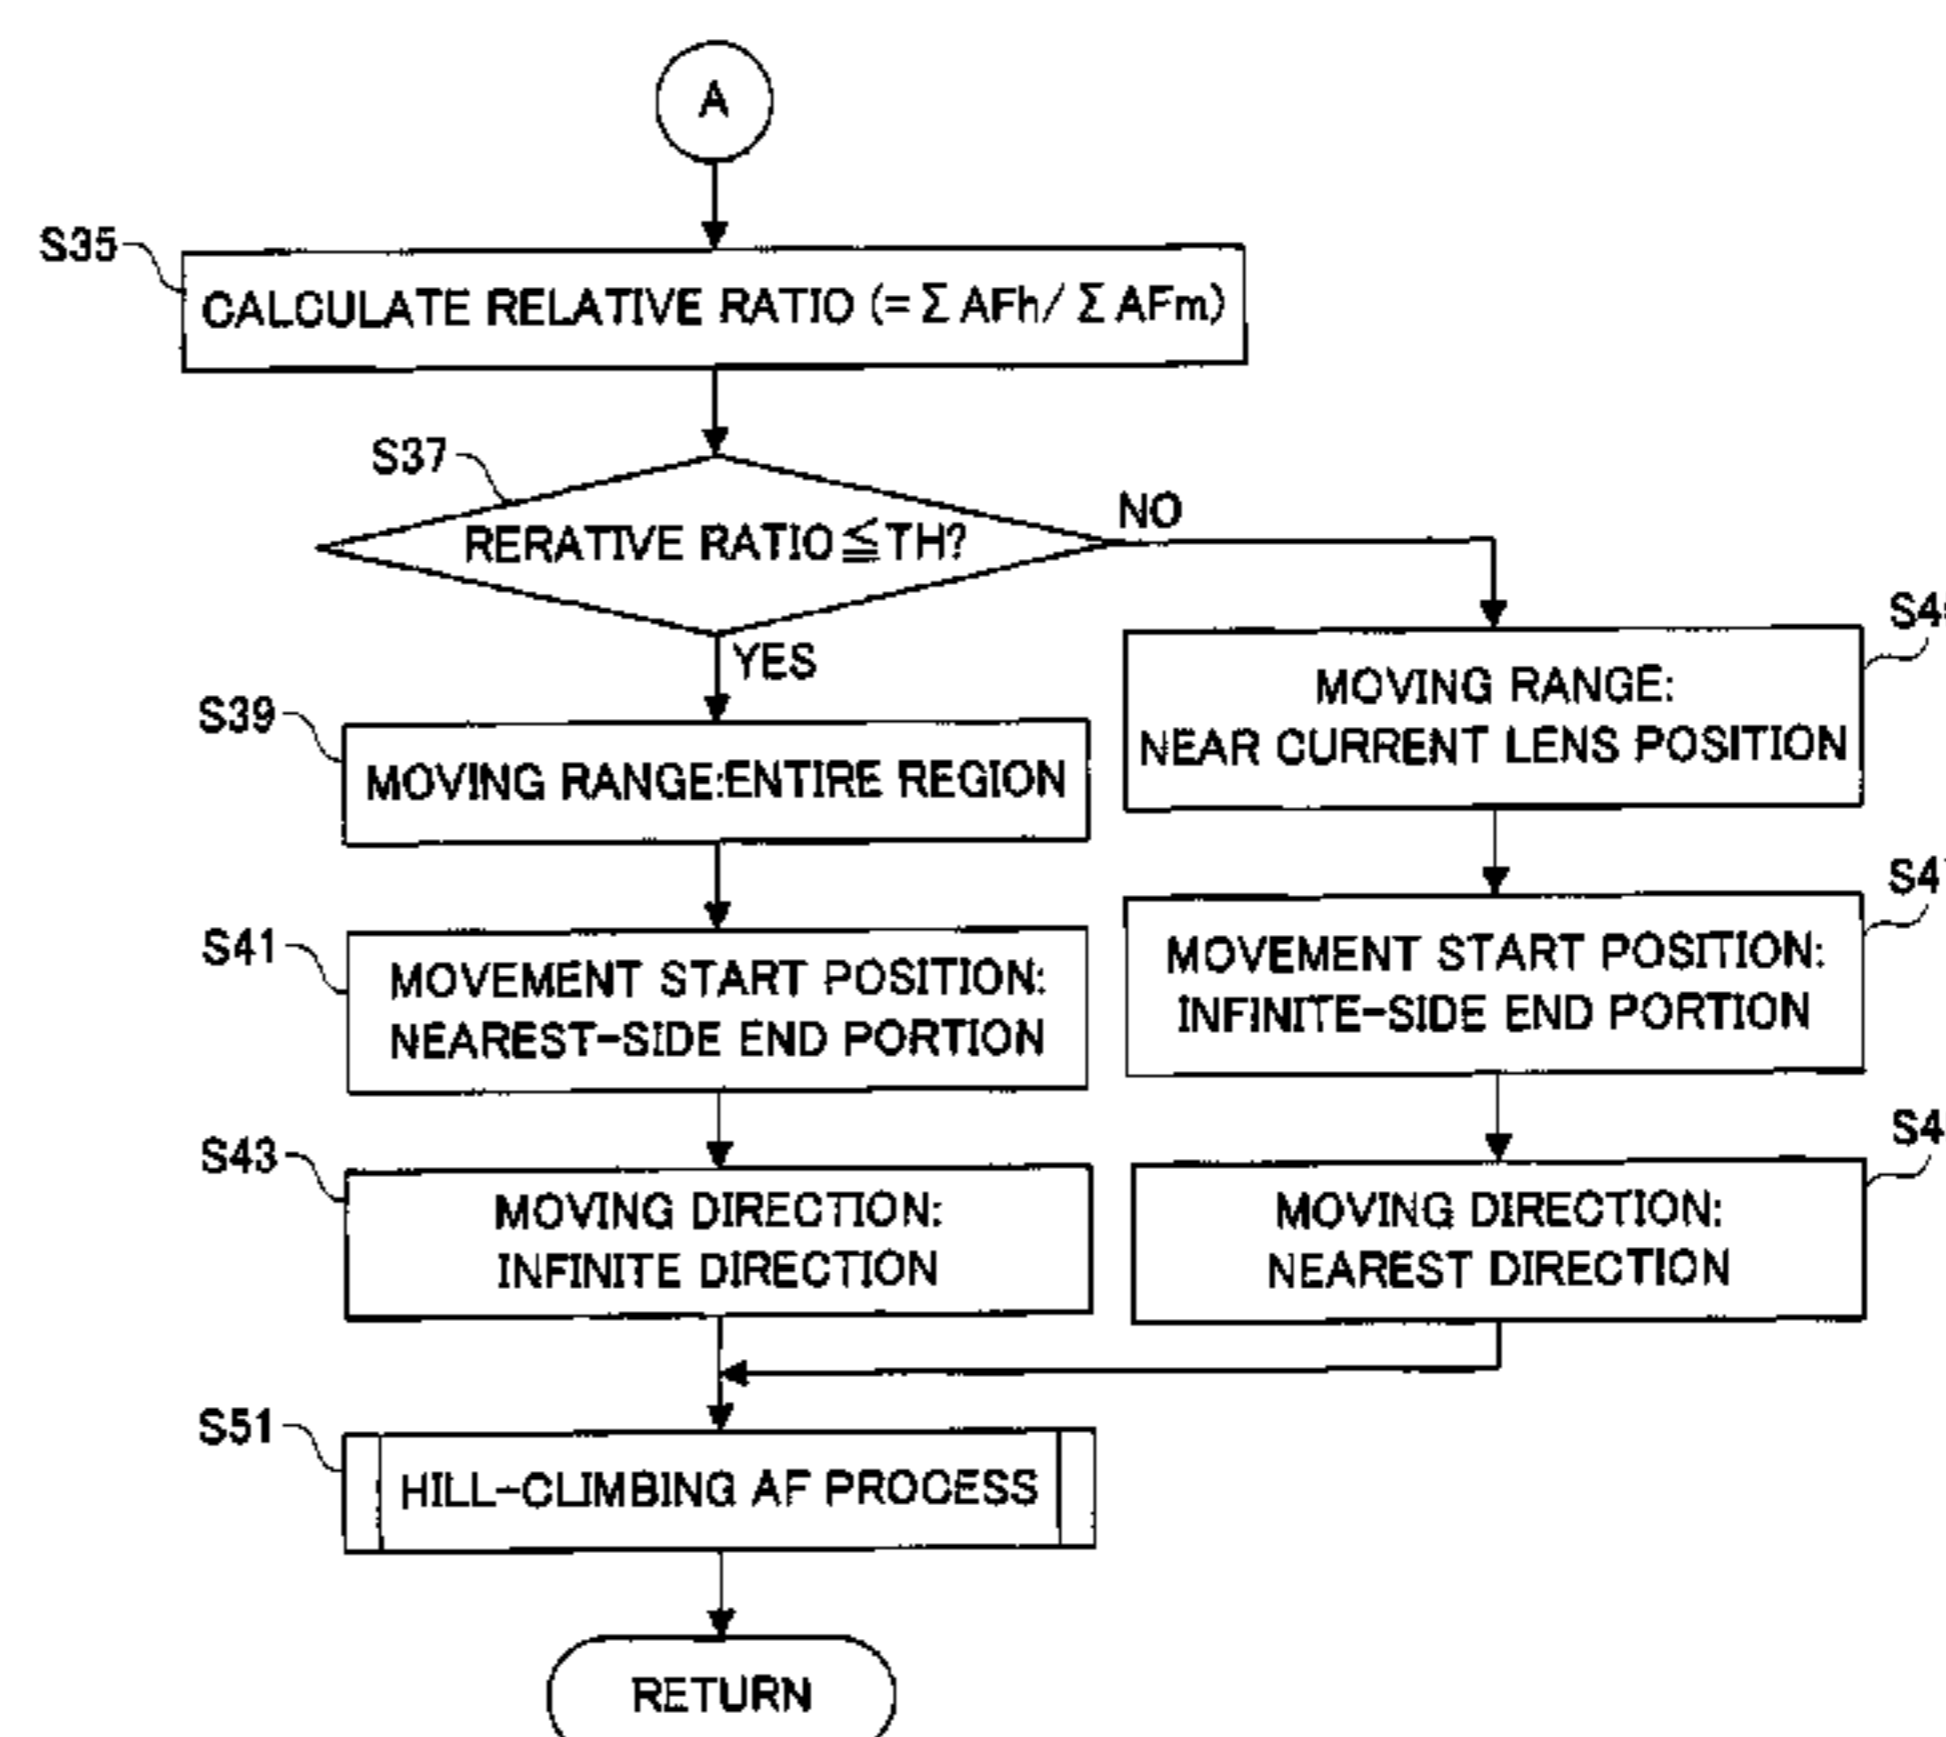 A
S35
CALCULATE RELATIVE RATIO (=Σ AFh/Σ AFm)
S37
RERATIVE RATIO≦TH?
NO
YES
MOVING RANGE:
NEAR CURRENT LENS POSITION
S39
MOVING RANGE:ENTIRE REGION
MOVEMENT START POSITION:
INFINITE-SIDE END PORTION
S41
MOVEMENT START POSITION:
NEAREST-SIDE END PORTION
S43
MOVING DIRECTION:
INFINITE DIRECTION
MOVING DIRECTION:
NEAREST DIRECTION
S51
HILL-CLIMBING AF PROCESS
RETURN